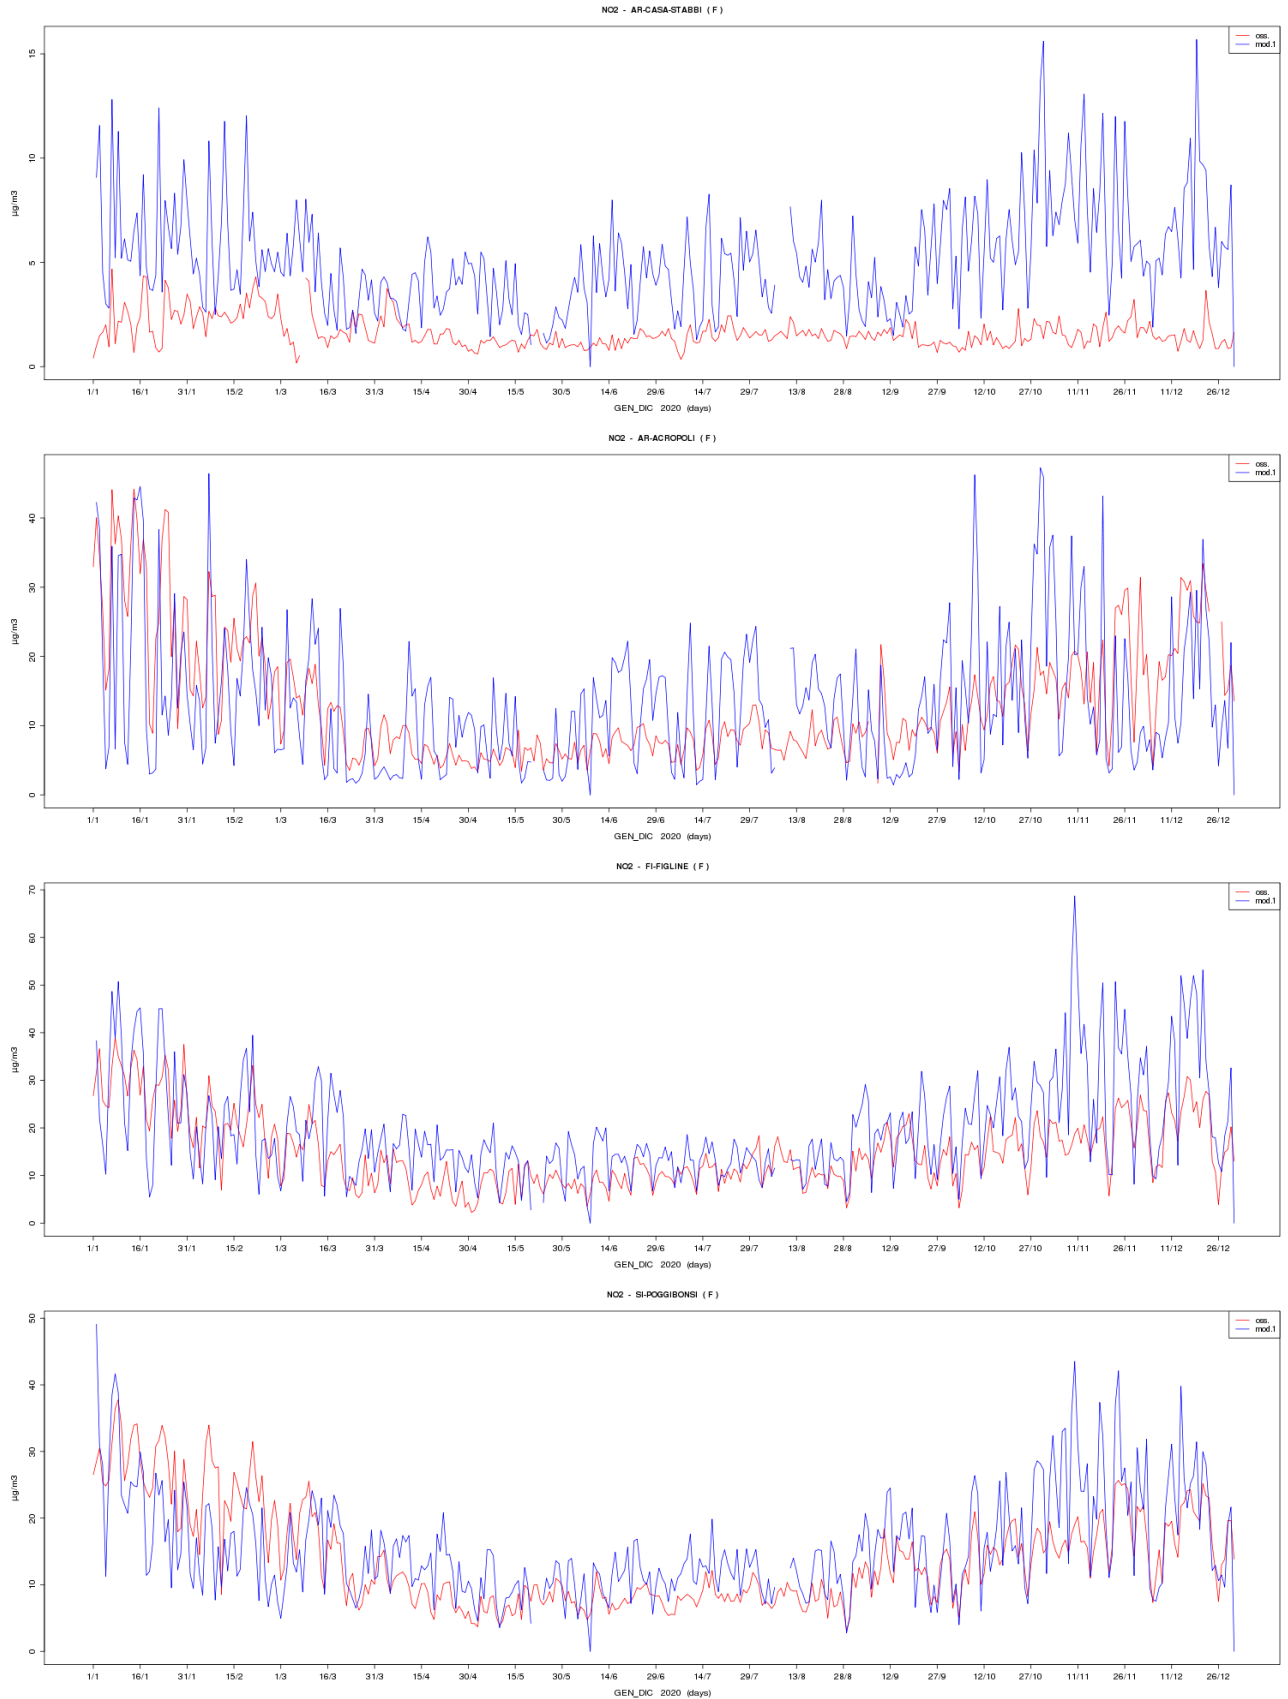 NO2 - AR-CASA-STABBI ( F )
oss.
mod.1
15
10
5
0
µg/m3
1/1 16/1 31/1 15/2 1/3 16/3 31/3 15/4 30/4 15/5 30/5 14/6 29/6 14/7 29/7 13/8 28/8 12/9 27/9 12/10 27/10 11/11 26/11 11/12 26/12
GEN_DIC 2020 (days)
NO2 - AR-ACROPOLI ( F )
oss.
mod.1
40
30
20
10
0
µg/m3
1/1 16/1 31/1 15/2 1/3 16/3 31/3 15/4 30/4 15/5 30/5 14/6 29/6 14/7 29/7 13/8 28/8 12/9 27/9 12/10 27/10 11/11 26/11 11/12 26/12
GEN_DIC 2020 (days)
NO2 - FI-FIGLINE ( F )
oss.
mod.1
70
60
50
40
30
20
10
0
µg/m3
1/1 16/1 31/1 15/2 1/3 16/3 31/3 15/4 30/4 15/5 30/5 14/6 29/6 14/7 29/7 13/8 28/8 12/9 27/9 12/10 27/10 11/11 26/11 11/12 26/12
GEN_DIC 2020 (days)
NO2 - SI-POGGIBONSI ( F )
oss.
mod.1
50
40
30
20
10
0
µg/m3
1/1 16/1 31/1 15/2 1/3 16/3 31/3 15/4 30/4 15/5 30/5 14/6 29/6 14/7 29/7 13/8 28/8 12/9 27/9 12/10 27/10 11/11 26/11 11/12 26/12
GEN_DIC 2020 (days)